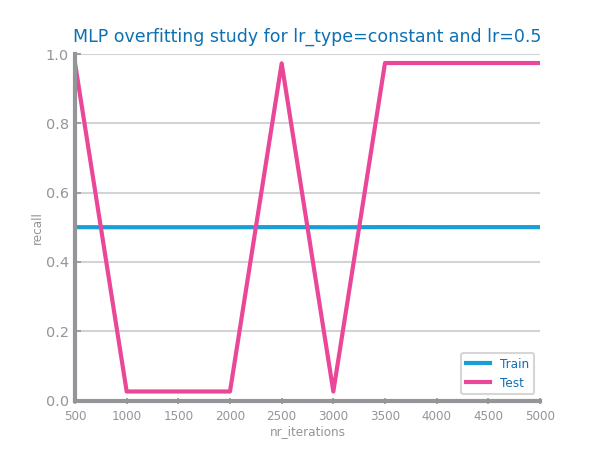 MLP overfitting study for lr_type=constant and lr=0.5
1.0
0.8
0.6
0.4
0.2
0.0
recall
500 1000 1500 2000 2500 3000 3500 4000 4500 5000
nr_iterations
Train
Test